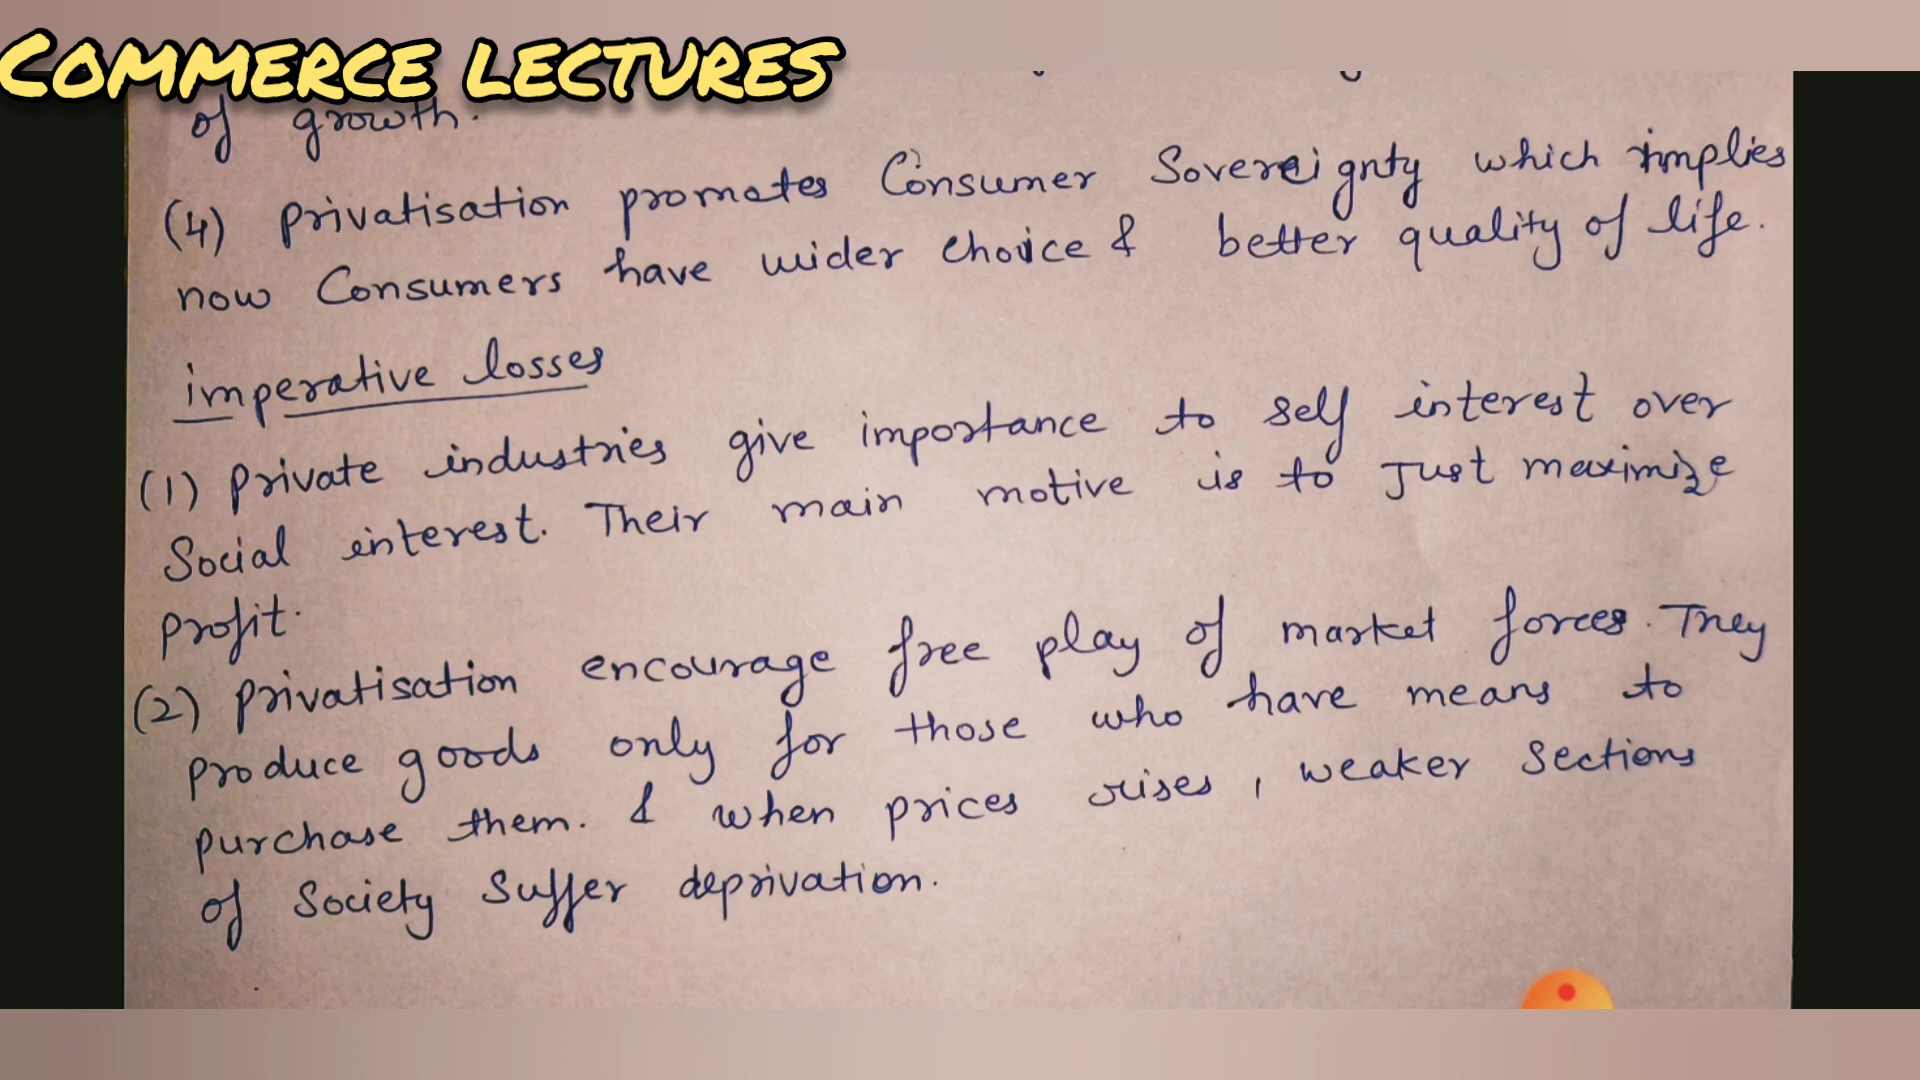 COMMERCE LECTURES
of growth.
(4) privatisation promotes Consumer Sovereignty which implies
now Consumers have wider choice & better quality of life.
imperative losses
(1) private industries give importance to self interest over
Social interest. Their main motive is to Just maximize
profit.
(2) privatisation encourage free play of market forces. They
produce goods only for those who have means to
purchase them. & when prices rises, weaker sections
of Society Suffer deprivation.